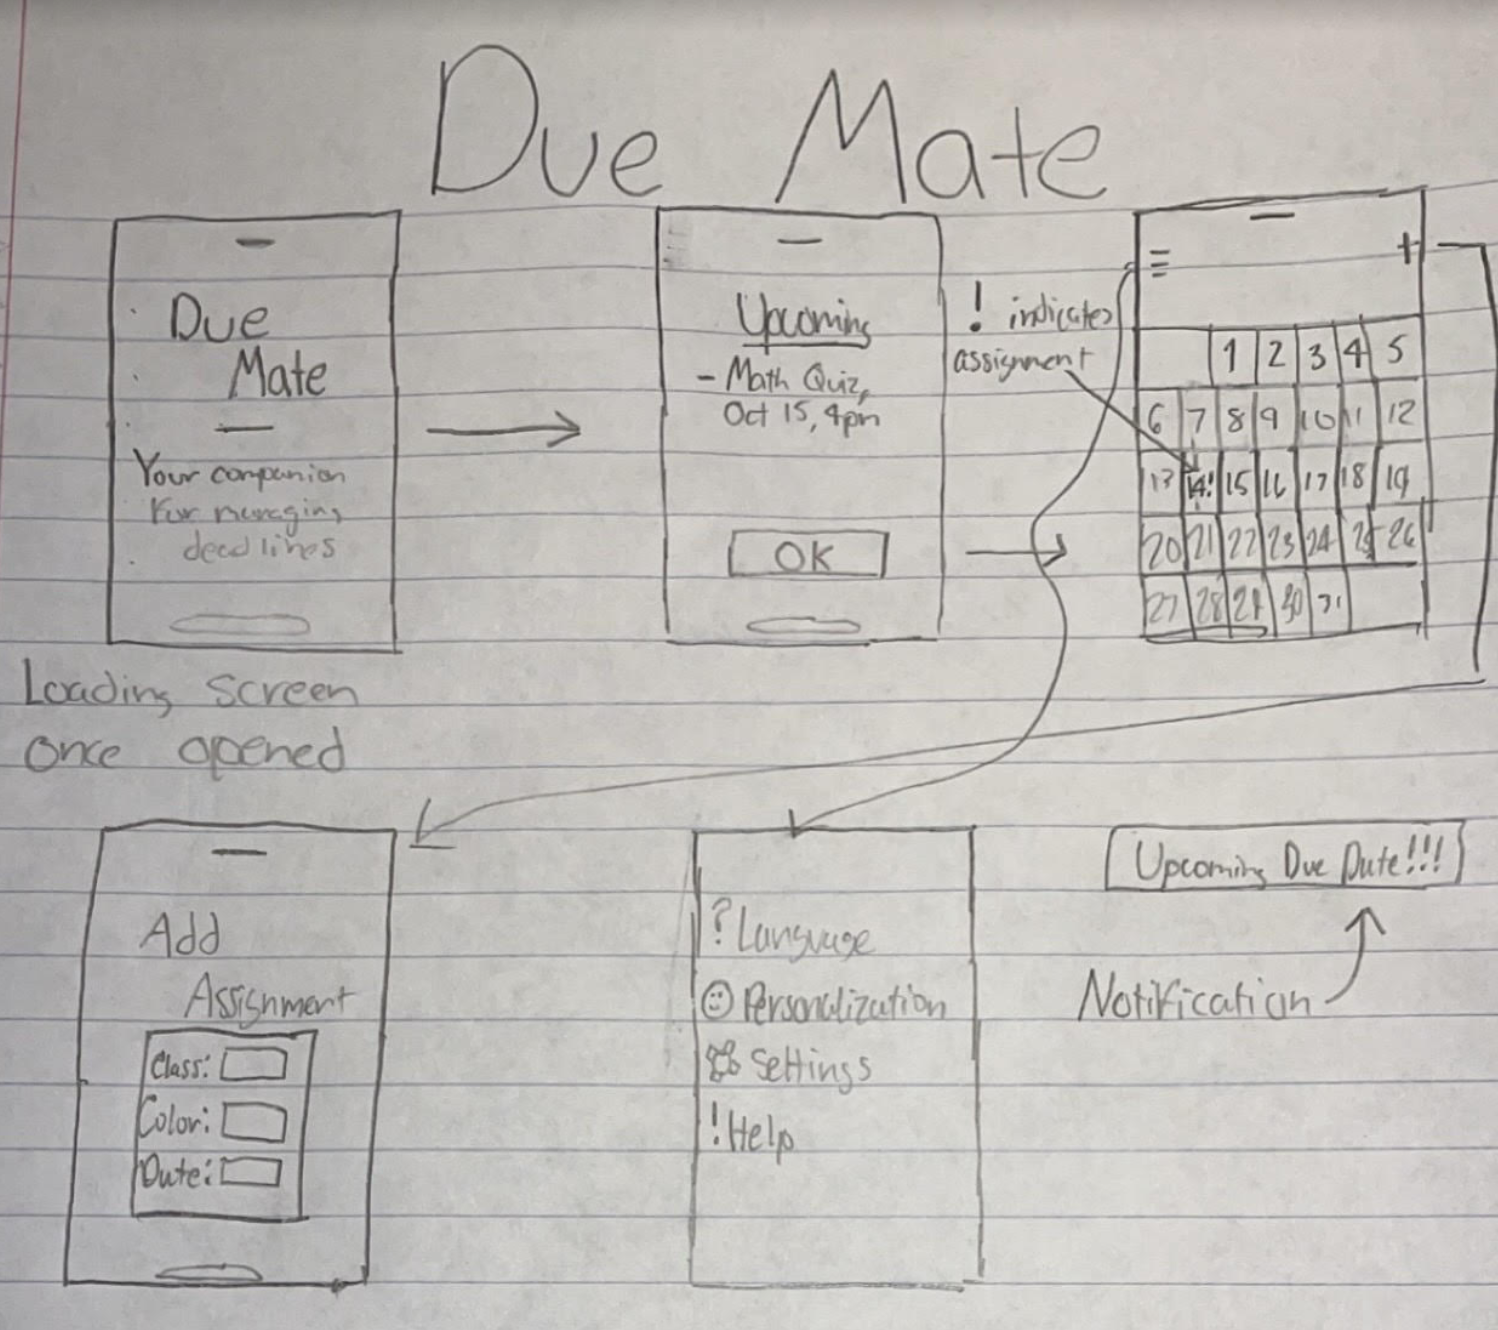 Due Mate
Due
Mate
Your companion
for managing
deadlines
Loading screen
once opened
Upcoming
- Math Quiz,
Oct 15, 4pm
OK
! indicates
assignment
+
1 2 3 4 5
6 7 8 9 10 11 12
13 14! 15 16 17 18 19
20 21 22 23 24 25 26
27 28 29 30 31
Add
Assignment
Class:
Color:
Date:
? Language
Personalization
Settings
! Help
Upcoming Due Date!!!
Notification